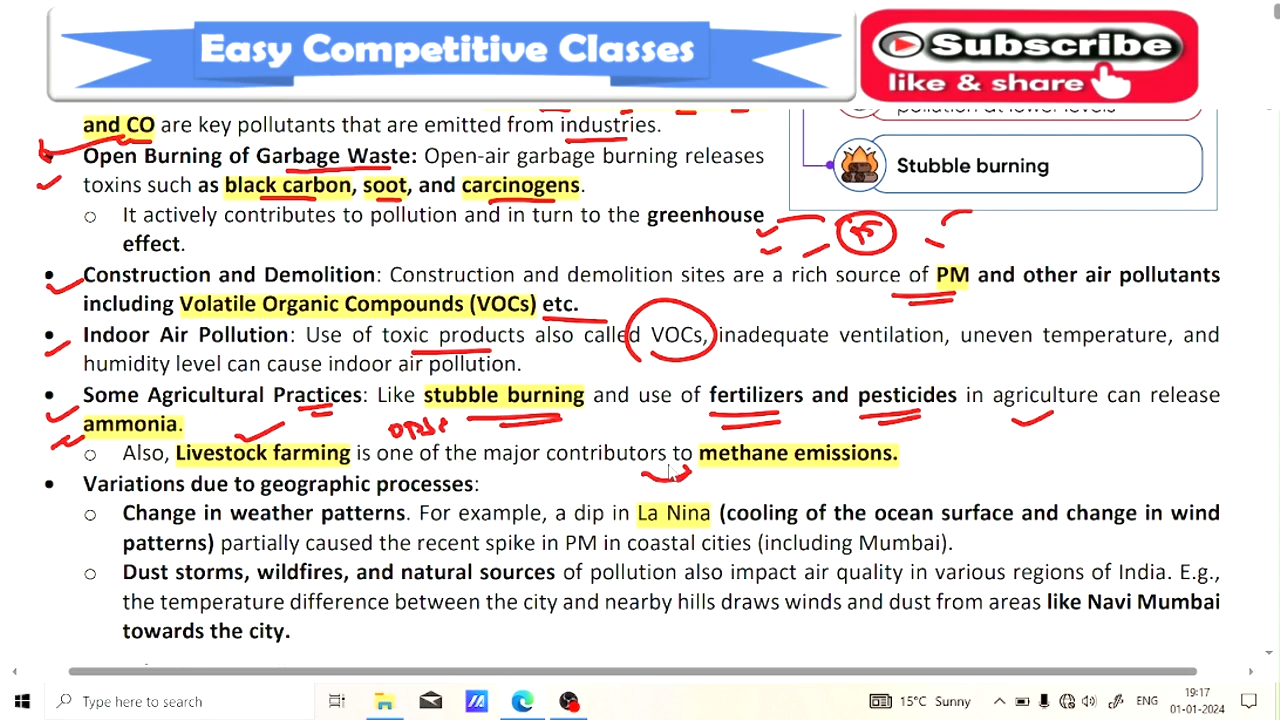 Easy Competitive Classes
Subscribe
like & share
and CO are key pollutants that are emitted from industries.
• Open Burning of Garbage Waste: Open-air garbage burning releases
toxins such as black carbon, soot, and carcinogens.
○ It actively contributes to pollution and in turn to the greenhouse
effect.
pollution at lower levels
Stubble burning
• Construction and Demolition: Construction and demolition sites are a rich source of PM and other air pollutants
including Volatile Organic Compounds (VOCs) etc.
• Indoor Air Pollution: Use of toxic products also called VOCs, inadequate ventilation, uneven temperature, and
humidity level can cause indoor air pollution.
• Some Agricultural Practices: Like stubble burning and use of fertilizers and pesticides in agriculture can release
ammonia.
○ Also, Livestock farming is one of the major contributors to methane emissions.
• Variations due to geographic processes:
○ Change in weather patterns. For example, a dip in La Nina (cooling of the ocean surface and change in wind
patterns) partially caused the recent spike in PM in coastal cities (including Mumbai).
○ Dust storms, wildfires, and natural sources of pollution also impact air quality in various regions of India. E.g.,
the temperature difference between the city and nearby hills draws winds and dust from areas like Navi Mumbai
towards the city.
Type here to search
15°C Sunny
ENG
19:17
01-01-2024